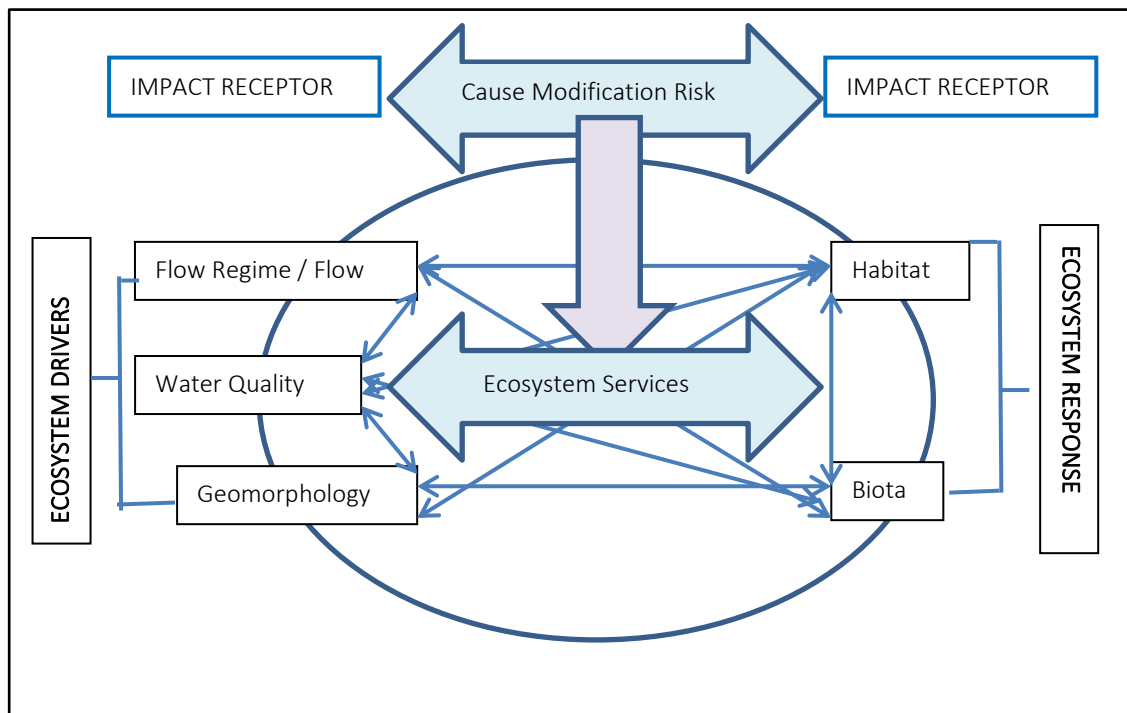 IMPACT RECEPTOR
Cause Modification Risk
IMPACT RECEPTOR
ECOSYSTEM DRIVERS
Flow Regime / Flow
Water Quality
Geomorphology
Ecosystem Services
Habitat
Biota
ECOSYSTEM RESPONSE